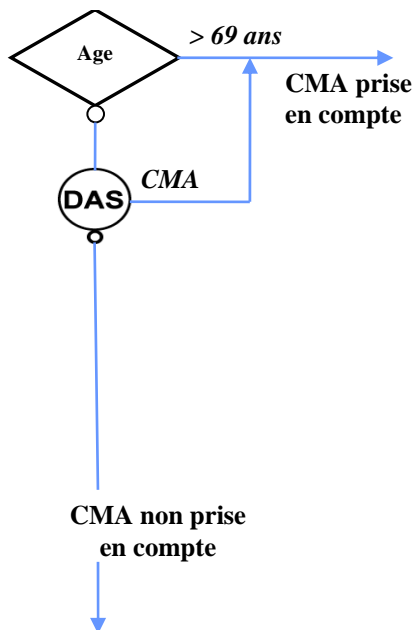 > 69 ans
Age
CMA prise
en compte
CMA
DAS
CMA non prise
en compte